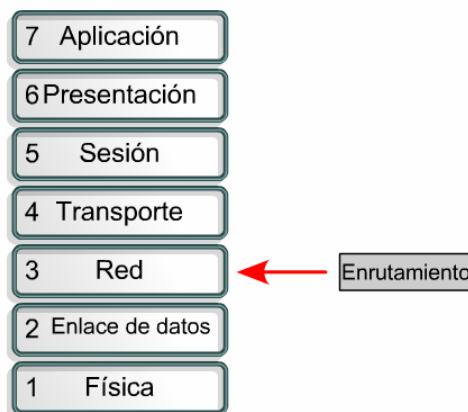 7 Aplicación
6 Presentación
5 Sesión
4 Transporte
3 Red
Enrutamiento
2 Enlace de datos
1 Física